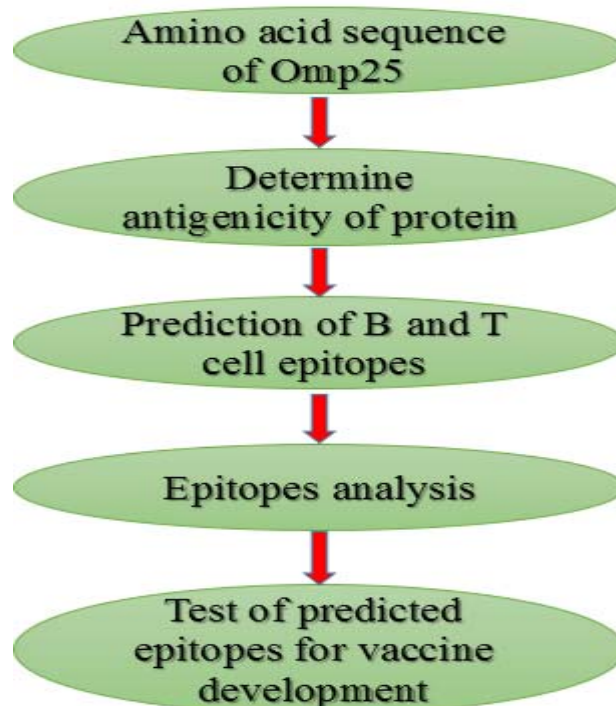 Amino acid sequence
of Omp25
Determine
antigenicity of protein
Prediction of B and T
cell epitopes
Epitopes analysis
Test of predicted
epitopes for vaccine
development